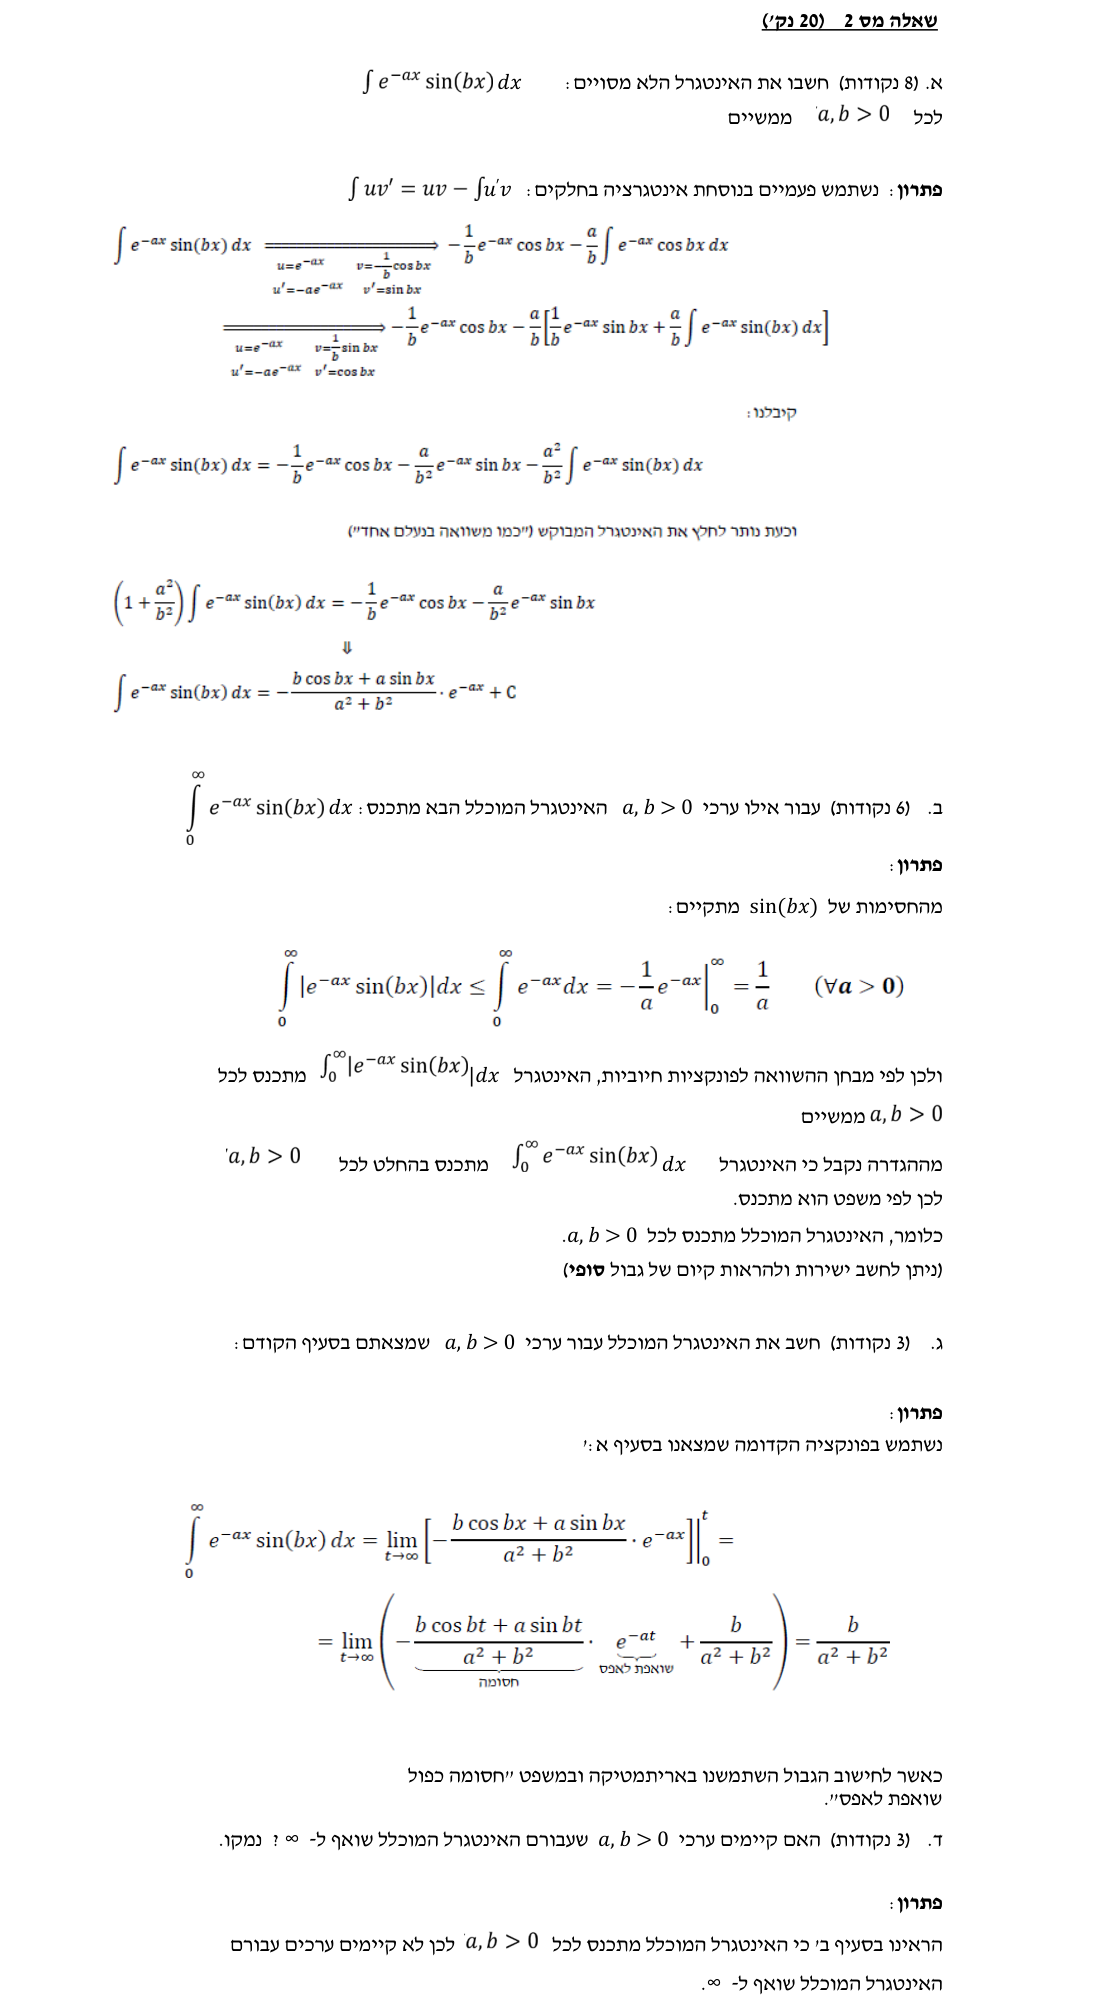 שאלה מס 2 (20 נק')
א. (8 נקודות) חשבו את האינטגרל הלא מסויים: ∫ e^{-ax} sin(bx) dx
לכל a, b > 0 ממשיים
פתרון: נשתמש פעמיים בנוסחת אינטגרציה בחלקים: ∫ uv' = uv − ∫u'v
∫ e^{-ax} sin(bx) dx ⟹ −(1/b) e^{-ax} cos bx − (a/b) ∫ e^{-ax} cos bx dx
u=e^{-ax} v=−(1/b) cos bx
u'=−ae^{-ax} v'=sin bx
⟹ −(1/b) e^{-ax} cos bx − (a/b) [(1/b) e^{-ax} sin bx + (a/b) ∫ e^{-ax} sin(bx) dx]
u=e^{-ax} v=(1/b) sin bx
u'=−ae^{-ax} v'=cos bx
קיבלנו:
∫ e^{-ax} sin(bx) dx = −(1/b) e^{-ax} cos bx − (a/b²) e^{-ax} sin bx − (a²/b²) ∫ e^{-ax} sin(bx) dx
וכעת נותר לחלץ את האינטגרל המבוקש ("כמו משוואה בנעלם אחד")
(1 + a²/b²) ∫ e^{-ax} sin(bx) dx = −(1/b) e^{-ax} cos bx − (a/b²) e^{-ax} sin bx
⇓
∫ e^{-ax} sin(bx) dx = −(b cos bx + a sin bx)/(a² + b²) · e^{-ax} + C
ב. (6 נקודות) עבור אילו ערכי a, b > 0 האינטגרל המוכלל הבא מתכנס: ∫_0^∞ e^{-ax} sin(bx) dx
פתרון:
מהחסימות של sin(bx) מתקיים:
∫_0^∞ |e^{-ax} sin(bx)|dx ≤ ∫_0^∞ e^{-ax}dx = −(1/a) e^{-ax}|_0^∞ = 1/a (∀a > 0)
ולכן לפי מבחן ההשוואה לפונקציות חיוביות, האינטגרל ∫_0^∞|e^{-ax} sin(bx)|dx מתכנס לכל
a, b > 0 ממשיים
מההגדרה נקבל כי האינטגרל ∫_0^∞ e^{-ax} sin(bx) dx מתכנס בהחלט לכל a, b > 0
לכן לפי משפט הוא מתכנס.
כלומר, האינטגרל המוכלל מתכנס לכל a, b > 0.
(ניתן לחשב ישירות ולהראות קיום של גבול סופי)
ג. (3 נקודות) חשב את האינטגרל המוכלל עבור ערכי a, b > 0 שמצאתם בסעיף הקודם:
פתרון:
נשתמש בפונקציה הקדומה שמצאנו בסעיף א:'
∫_0^∞ e^{-ax} sin(bx) dx = lim_{t→∞} [−(b cos bx + a sin bx)/(a² + b²) · e^{-ax}]|_0^t =
= lim_{t→∞} (−(b cos bt + a sin bt)/(a² + b²) · e^{-at} + b/(a² + b²)) = b/(a² + b²)
חסומה שואפת לאפס
כאשר לחישוב הגבול השתמשנו באריתמטיקה ובמשפט "חסומה כפול
שואפת לאפס".
ד. (3 נקודות) האם קיימים ערכי a, b > 0 שעבורם האינטגרל המוכלל שואף ל- ∞ ? נמקו.
פתרון:
הראינו בסעיף ב' כי האינטגרל המוכלל מתכנס לכל a, b > 0 לכן לא קיימים ערכים עבורם
האינטגרל המוכלל שואף ל- ∞.